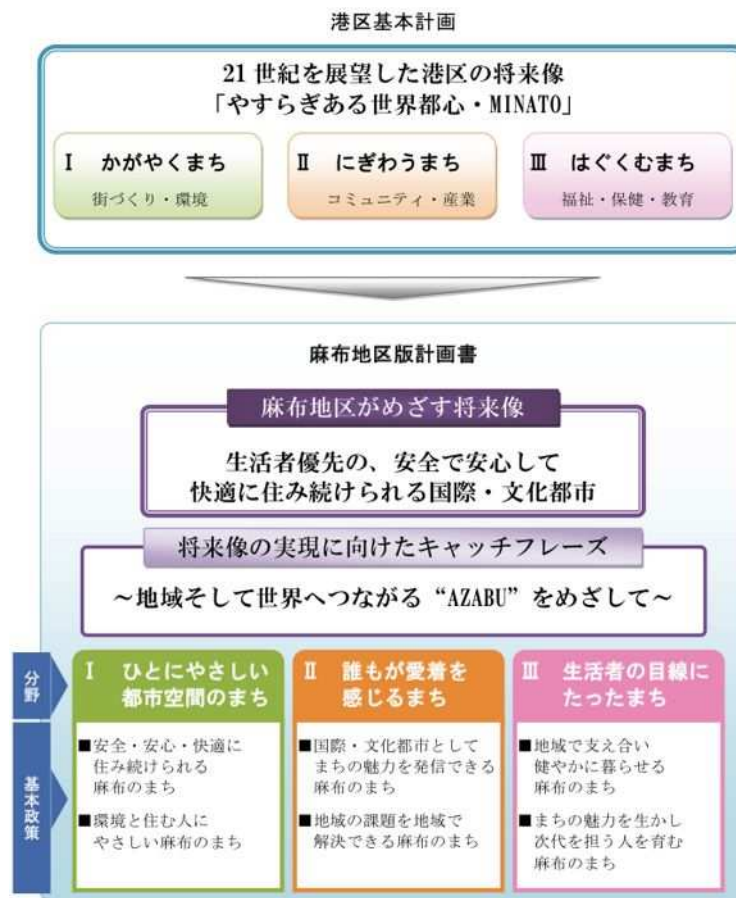 港区基本計画
21世紀を展望した港区の将来像
「やすらぎある世界都心・MINATO」
Ⅰ かがやくまち
街づくり・環境
Ⅱ にぎわうまち
コミュニティ・産業
Ⅲ はぐくむまち
福祉・保健・教育
麻布地区版計画書
麻布地区がめざす将来像
生活者優先の、安全で安心して
快適に住み続けられる国際・文化都市
将来像の実現に向けたキャッチフレーズ
～地域そして世界へつながる“AZABU”をめざして～
分野
Ⅰ ひとにやさしい
都市空間のまち
Ⅱ 誰もが愛着を
感じるまち
Ⅲ 生活者の目線に
たったまち
基本政策
■安全・安心・快適に
住み続けられる
麻布のまち
■環境と住む人に
やさしい麻布のまち
■国際・文化都市として
まちの魅力を発信できる
麻布のまち
■地域の課題を地域で
解決できる麻布のまち
■地域で支え合い
健やかに暮らせる
麻布のまち
■まちの魅力を生かし
次代を担う人を育む
麻布のまち